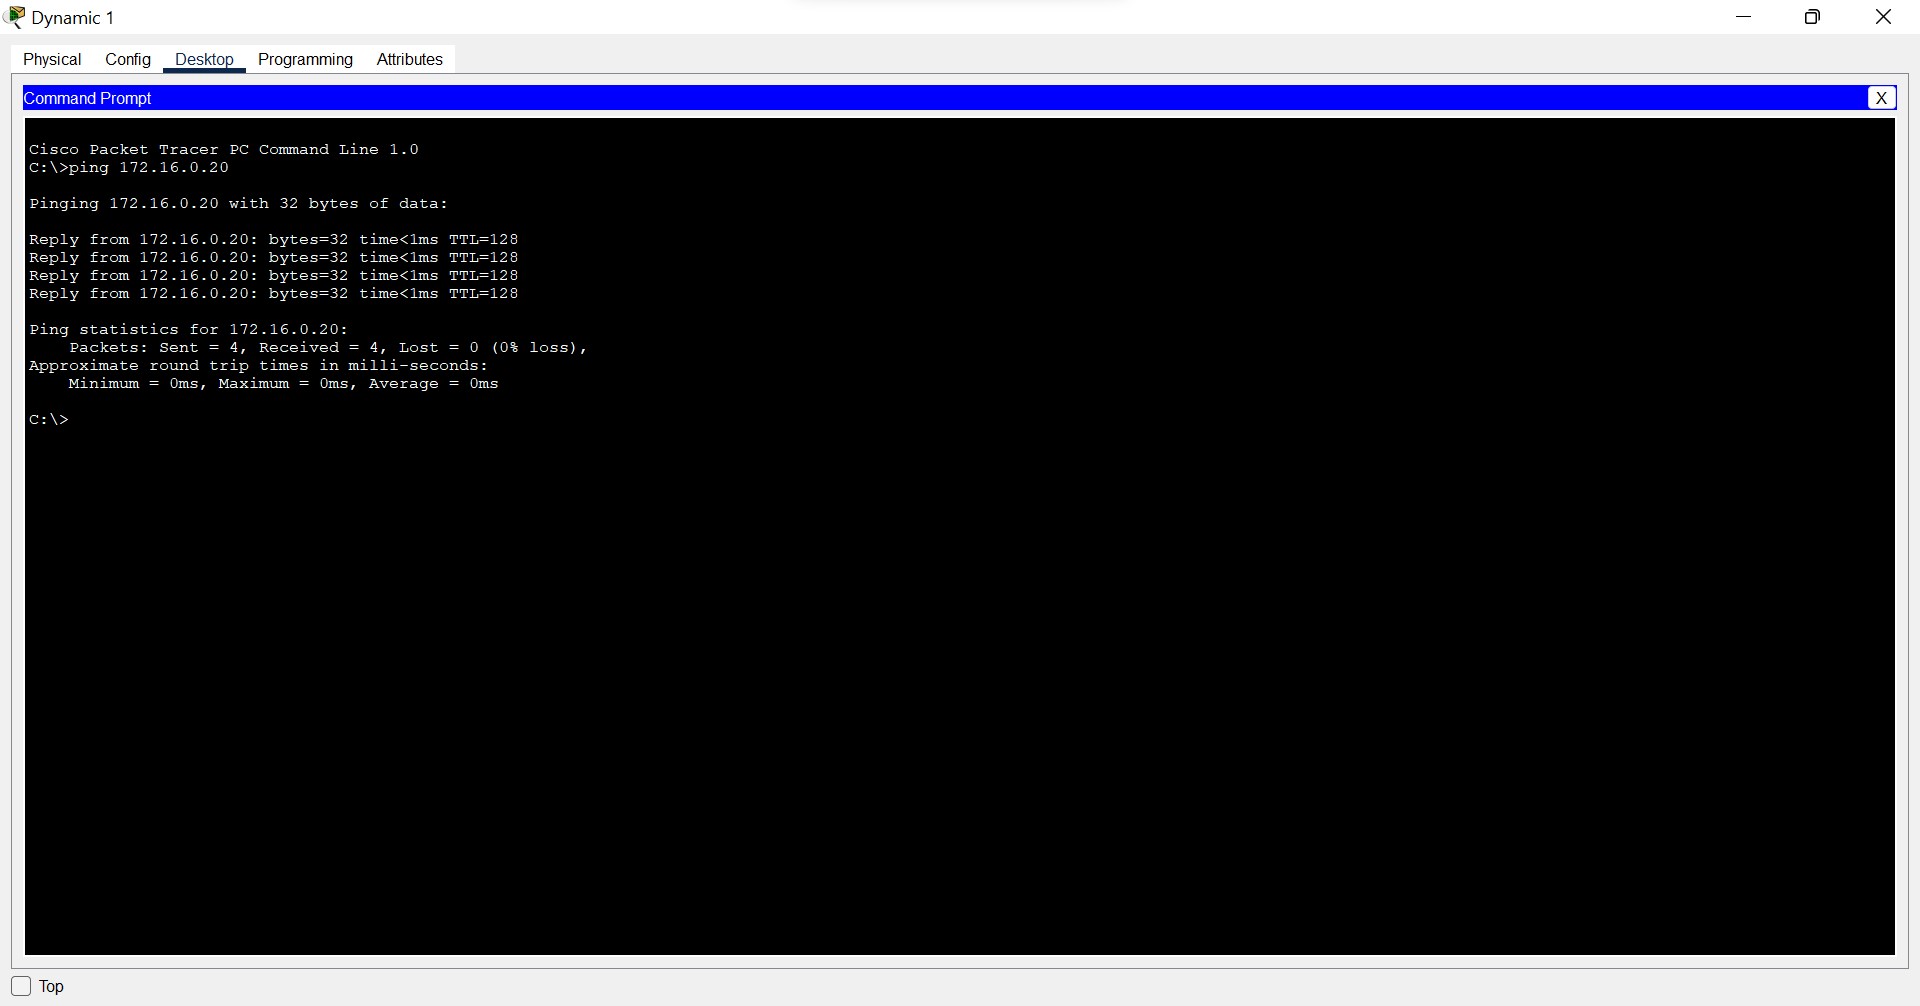 Dynamic 1
Physical Config Desktop Programming Attributes
Command Prompt X
Cisco Packet Tracer PC Command Line 1.0
C:\>ping 172.16.0.20
Pinging 172.16.0.20 with 32 bytes of data:
Reply from 172.16.0.20: bytes=32 time<1ms TTL=128
Reply from 172.16.0.20: bytes=32 time<1ms TTL=128
Reply from 172.16.0.20: bytes=32 time<1ms TTL=128
Reply from 172.16.0.20: bytes=32 time<1ms TTL=128
Ping statistics for 172.16.0.20:
    Packets: Sent = 4, Received = 4, Lost = 0 (0% loss),
Approximate round trip times in milli-seconds:
    Minimum = 0ms, Maximum = 0ms, Average = 0ms
C:\>
Top